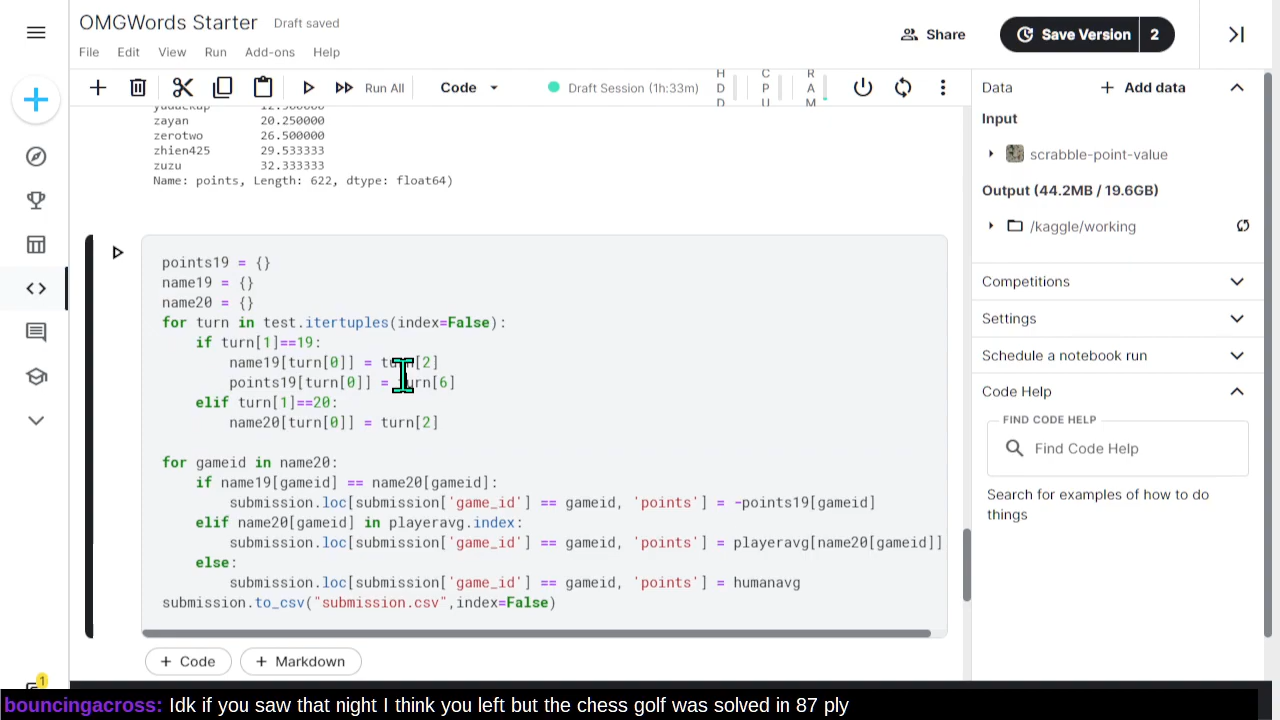 OMGWords Starter
Draft saved
File Edit View Run Add-ons Help
Share
Save Version 2
Run All
Code
Draft Session (1h:33m)
HDD
CPU
RAM
zayan 20.250000
zerotwo 26.500000
zhien425 29.533333
zuzu 32.333333
Name: points, Length: 622, dtype: float64)
points19 = {}
name19 = {}
name20 = {}
for turn in test.itertuples(index=False):
if turn[1]==19:
name19[turn[0]] = turn[2]
points19[turn[0]] = turn[6]
elif turn[1]==20:
name20[turn[0]] = turn[2]
for gameid in name20:
if name19[gameid] == name20[gameid]:
submission.loc[submission['game_id'] == gameid, 'points'] = -points19[gameid]
elif name20[gameid] in playeravg.index:
submission.loc[submission['game_id'] == gameid, 'points'] = playeravg[name20[gameid]]
else:
submission.loc[submission['game_id'] == gameid, 'points'] = humanavg
submission.to_csv("submission.csv",index=False)
+ Code
+ Markdown
Data
+ Add data
Input
scrabble-point-value
Output (44.2MB / 19.6GB)
/kaggle/working
Competitions
Settings
Schedule a notebook run
Code Help
FIND CODE HELP
Find Code Help
Search for examples of how to do
things
1
bouncingacross: Idk if you saw that night I think you left but the chess golf was solved in 87 ply